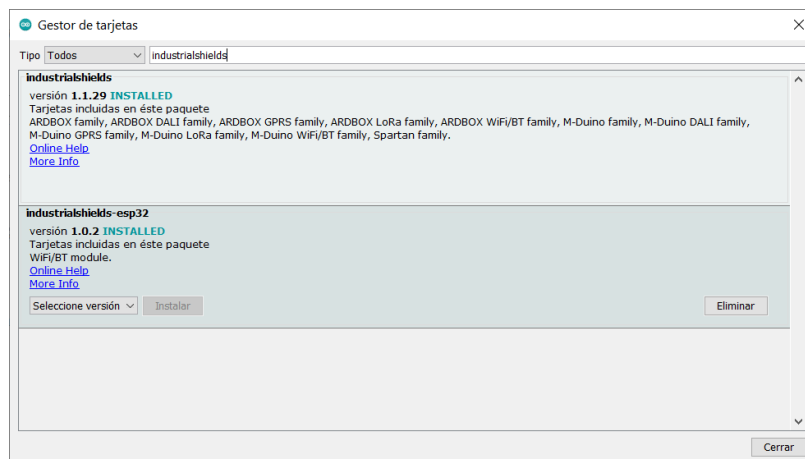 Gestor de tarjetas
Tipo Todos industrialshields
industrialshields
versión 1.1.29 INSTALLED
Tarjetas incluidas en éste paquete
ARDBOX family, ARDBOX DALI family, ARDBOX GPRS family, ARDBOX LoRa family, ARDBOX WiFi/BT family, M-Duino family, M-Duino DALI family,
M-Duino GPRS family, M-Duino LoRa family, M-Duino WiFi/BT family, Spartan family.
Online Help
More Info
industrialshields-esp32
versión 1.0.2 INSTALLED
Tarjetas incluidas en éste paquete
WiFi/BT module.
Online Help
More Info
Seleccione versión Instalar Eliminar
Cerrar